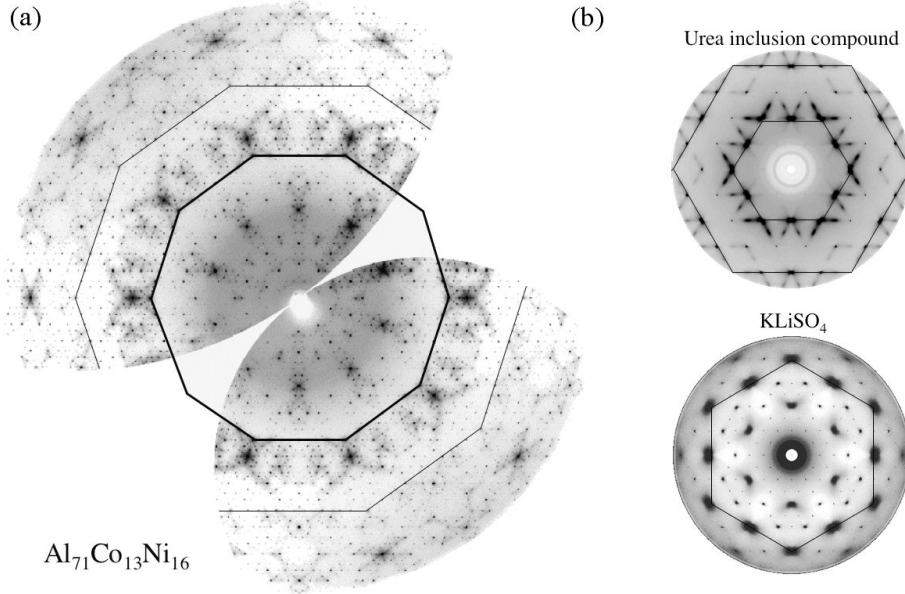 (a)
(b)
Urea inclusion compound
KLiSO₄
Al₇₁Co₁₃Ni₁₆